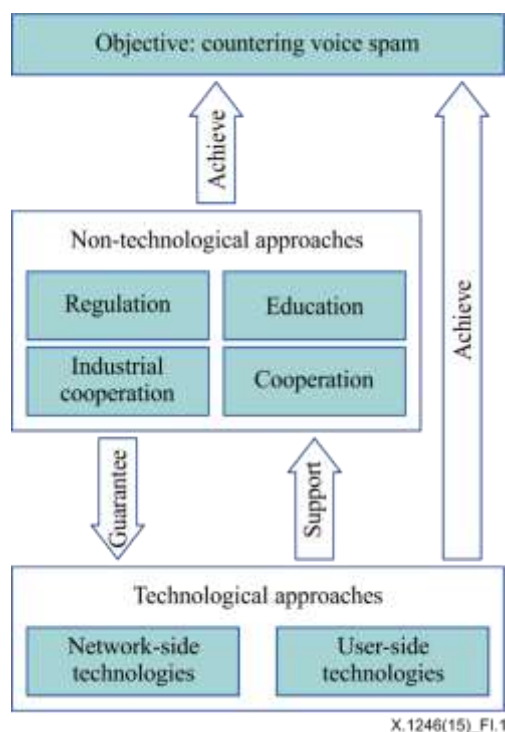 Objective: countering voice spam
Achieve
Non-technological approaches
Regulation
Education
Industrial
cooperation
Cooperation
Achieve
Guarantee
Support
Technological approaches
Network-side
technologies
User-side
technologies
X.1246(15)_FI.1